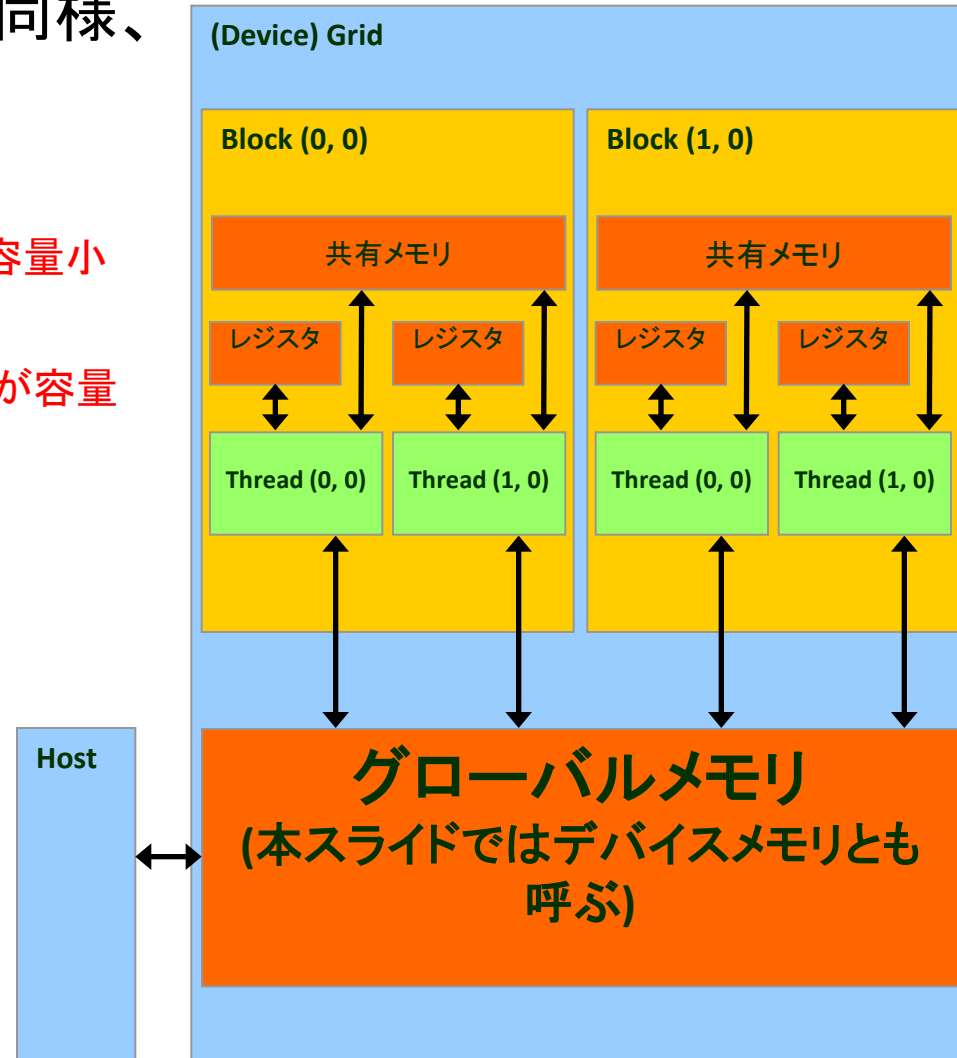 同様、
容量小
が容量
(Device) Grid
Block (0, 0)
Block (1, 0)
共有メモリ
共有メモリ
レジスタ
レジスタ
レジスタ
レジスタ
Thread (0, 0)
Thread (1, 0)
Thread (0, 0)
Thread (1, 0)
Host
グローバルメモリ
(本スライドではデバイスメモリとも
呼ぶ)